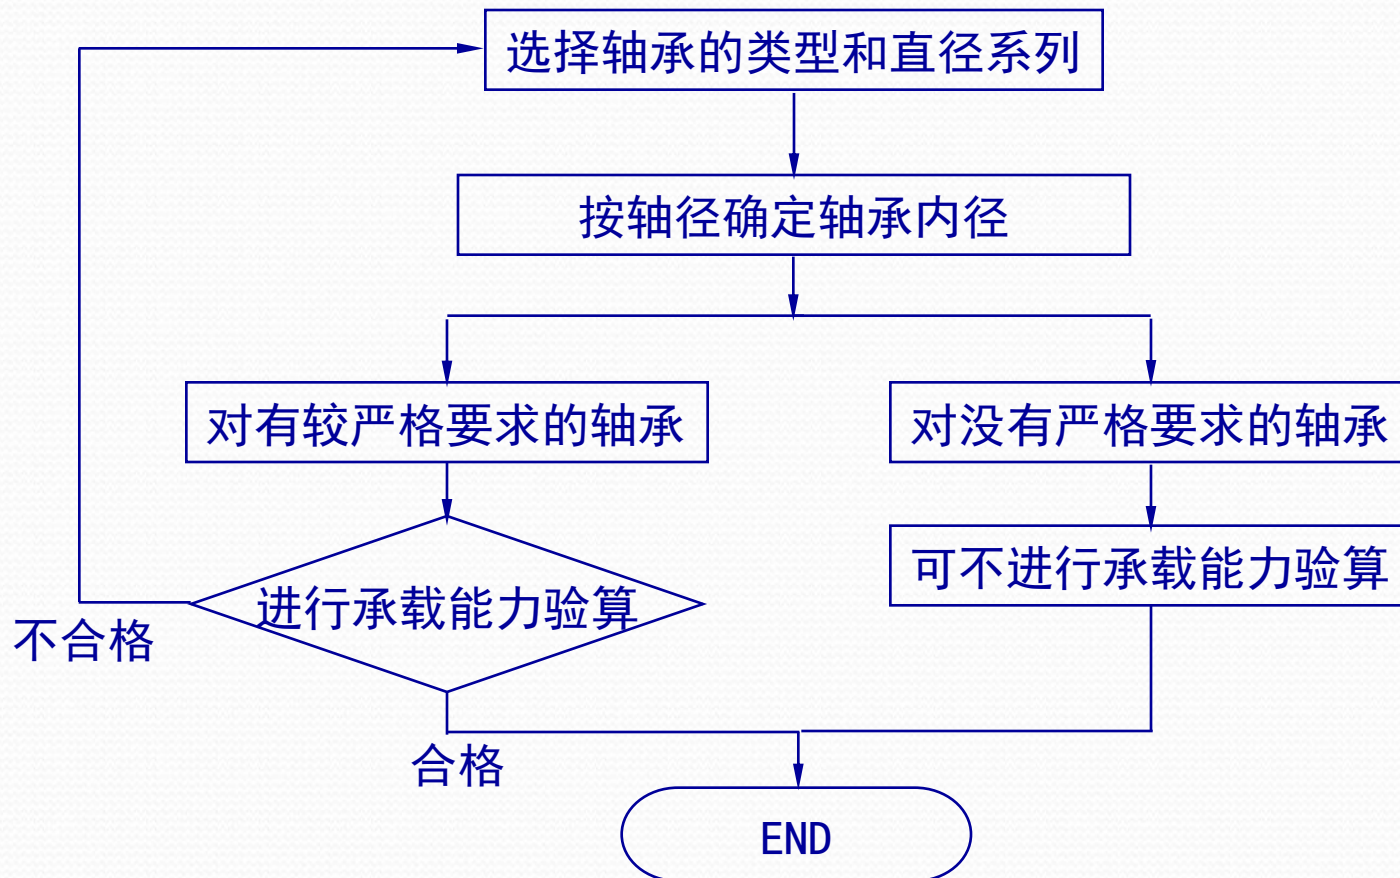 选择轴承的类型和直径系列
按轴径确定轴承内径
对有较严格要求的轴承
对没有严格要求的轴承
进行承载能力验算
可不进行承载能力验算
不合格
合格
END